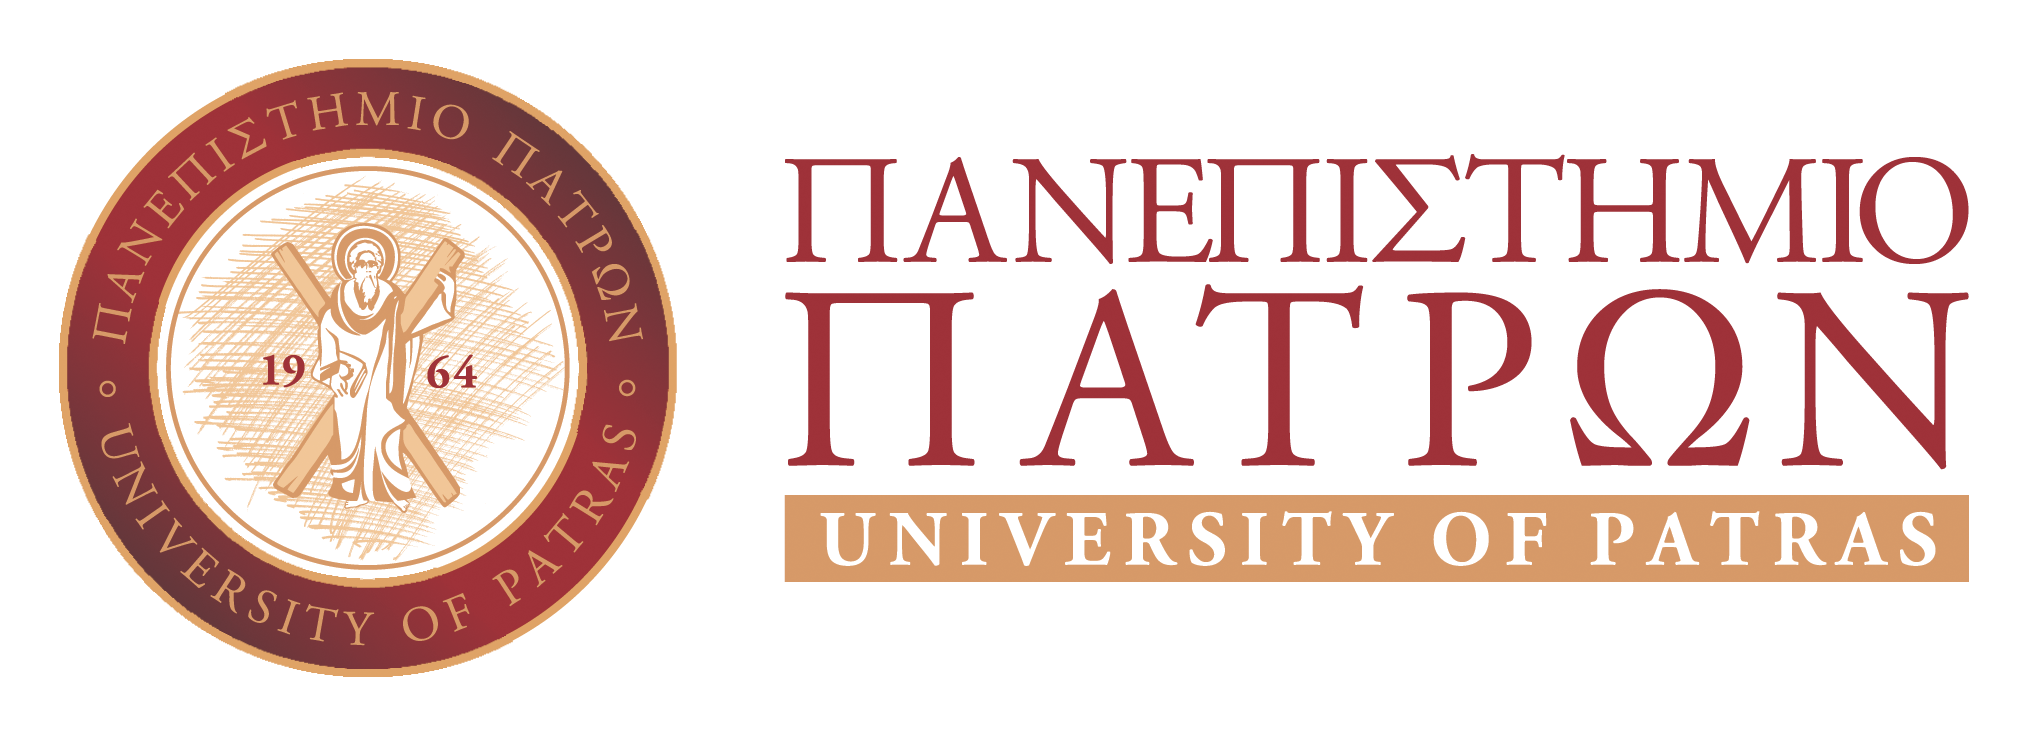 ΠΑΝΕΠΙΣΤΗΜΙΟ ΠΑΤΡΩΝ
19 64
UNIVERSITY OF PATRAS
ΠΑΝΕΠΙΣΤΗΜΙΟ
ΠΑΤΡΩΝ
UNIVERSITY OF PATRAS